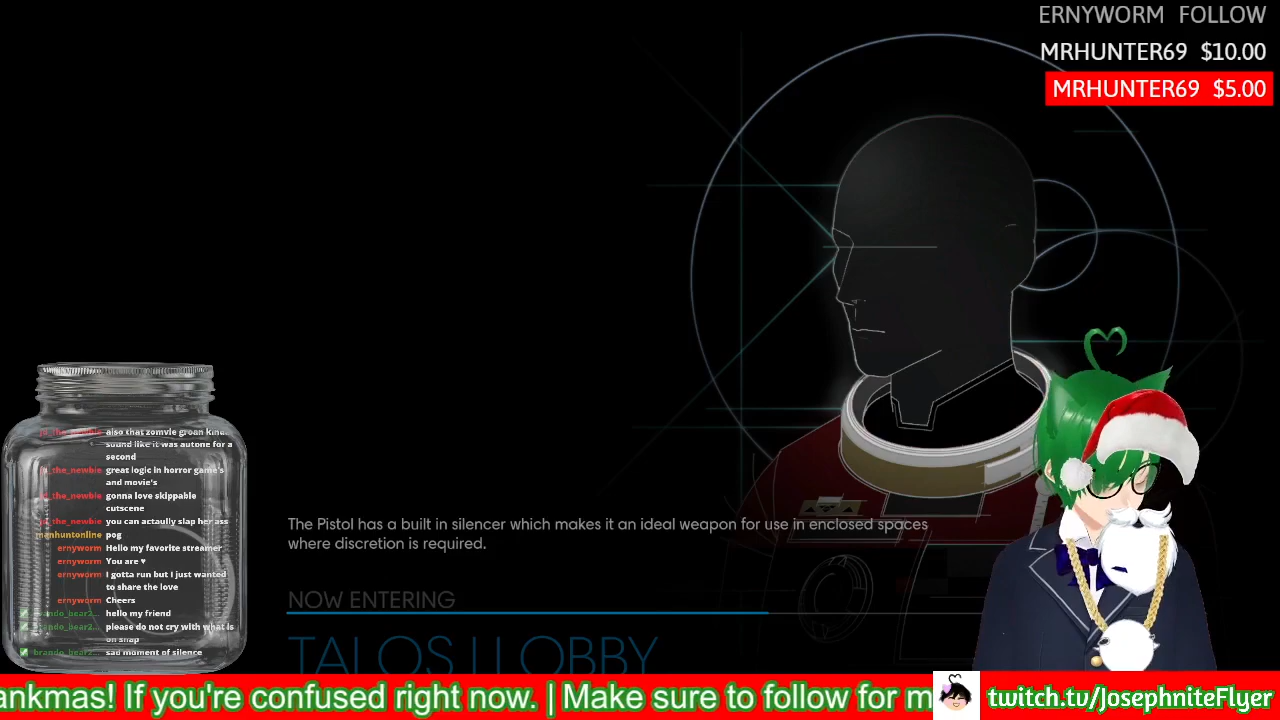 ERNYWORM FOLLOW
MRHUNTER69 $10.00
MRHUNTER69 $5.00
also that zomvle groan kind
sound like it was autone for a
second
great logic in horror game's
and movie's
gonna love skippable
cutscene
you can actaully slap her ass
manhuntonline pog
ernyworm Hello my favorite streamer
ernyworm You are ♥
ernyworm I gotta run but i just wanted
to share the love
ernyworm Cheers
hello my friend
please do not cry with what is
on snap
sad moment of silence
The Pistol has a built in silencer which makes it an ideal weapon for use in enclosed spaces
where discretion is required.
NOW ENTERING
TALOS I LOBBY
ankmas! If you're confused right now. | Make sure to follow for m
twitch.tv/JosephniteFlyer